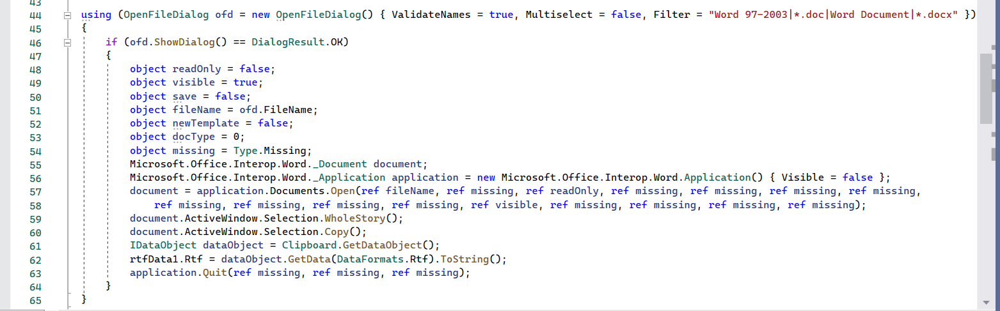 43
44 using (OpenFileDialog ofd = new OpenFileDialog() { ValidateNames = true, Multiselect = false, Filter = "Word 97-2003|*.doc|Word Document|*.docx" })
45 {
46 if (ofd.ShowDialog() == DialogResult.OK)
47 {
48 object readOnly = false;
49 object visible = true;
50 object save = false;
51 object fileName = ofd.FileName;
52 object newTemplate = false;
53 object docType = 0;
54 object missing = Type.Missing;
55 Microsoft.Office.Interop.Word._Document document;
56 Microsoft.Office.Interop.Word._Application application = new Microsoft.Office.Interop.Word.Application() { Visible = false };
57 document = application.Documents.Open(ref fileName, ref missing, ref readOnly, ref missing, ref missing, ref missing, ref missing,
58 ref missing, ref missing, ref missing, ref missing, ref visible, ref missing, ref missing, ref missing, ref missing);
59 document.ActiveWindow.Selection.WholeStory();
60 document.ActiveWindow.Selection.Copy();
61 IDataObject dataObject = Clipboard.GetDataObject();
62 rtfData1.Rtf = dataObject.GetData(DataFormats.Rtf).ToString();
63 application.Quit(ref missing, ref missing, ref missing);
64 }
65 }